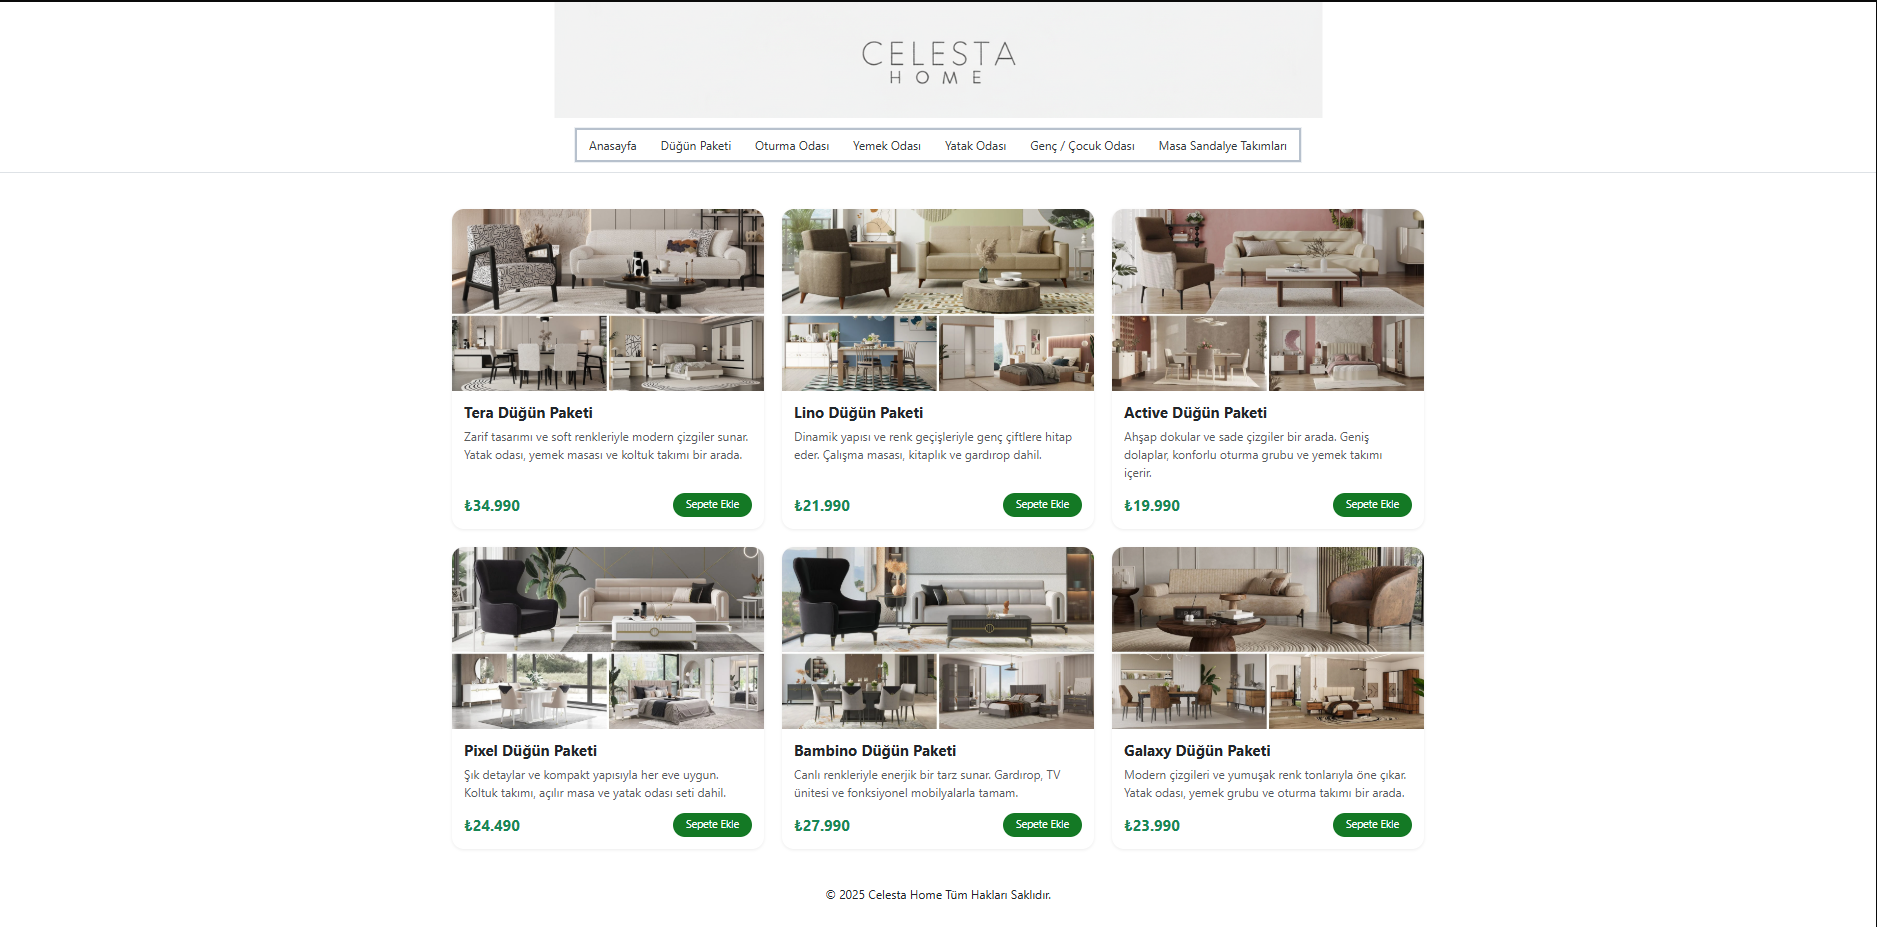 CELESTA
HOME
Anasayfa Düğün Paketi Oturma Odası Yemek Odası Yatak Odası Genç / Çocuk Odası Masa Sandalye Takımları
Tera Düğün Paketi
Zarif tasarımı ve soft renkleriyle modern çizgiler sunar.
Yatak odası, yemek masası ve koltuk takımı bir arada.
₺34.990 Sepete Ekle
Lino Düğün Paketi
Dinamik yapısı ve renk geçişleriyle genç çiftlere hitap
eder. Çalışma masası, kitaplık ve gardırop dahil.
₺21.990 Sepete Ekle
Active Düğün Paketi
Ahşap dokular ve sade çizgiler bir arada. Geniş
dolaplar, konforlu oturma grubu ve yemek takımı
içerir.
₺19.990 Sepete Ekle
Pixel Düğün Paketi
Şık detaylar ve kompakt yapısıyla her eve uygun.
Koltuk takımı, açılır masa ve yatak odası seti dahil.
₺24.490 Sepete Ekle
Bambino Düğün Paketi
Canlı renkleriyle enerjik bir tarz sunar. Gardırop, TV
ünitesi ve fonksiyonel mobilyalarla tamam.
₺27.990 Sepete Ekle
Galaxy Düğün Paketi
Modern çizgileri ve yumuşak renk tonlarıyla öne çıkar.
Yatak odası, yemek grubu ve oturma takımı bir arada.
₺23.990 Sepete Ekle
© 2025 Celesta Home Tüm Hakları Saklıdır.